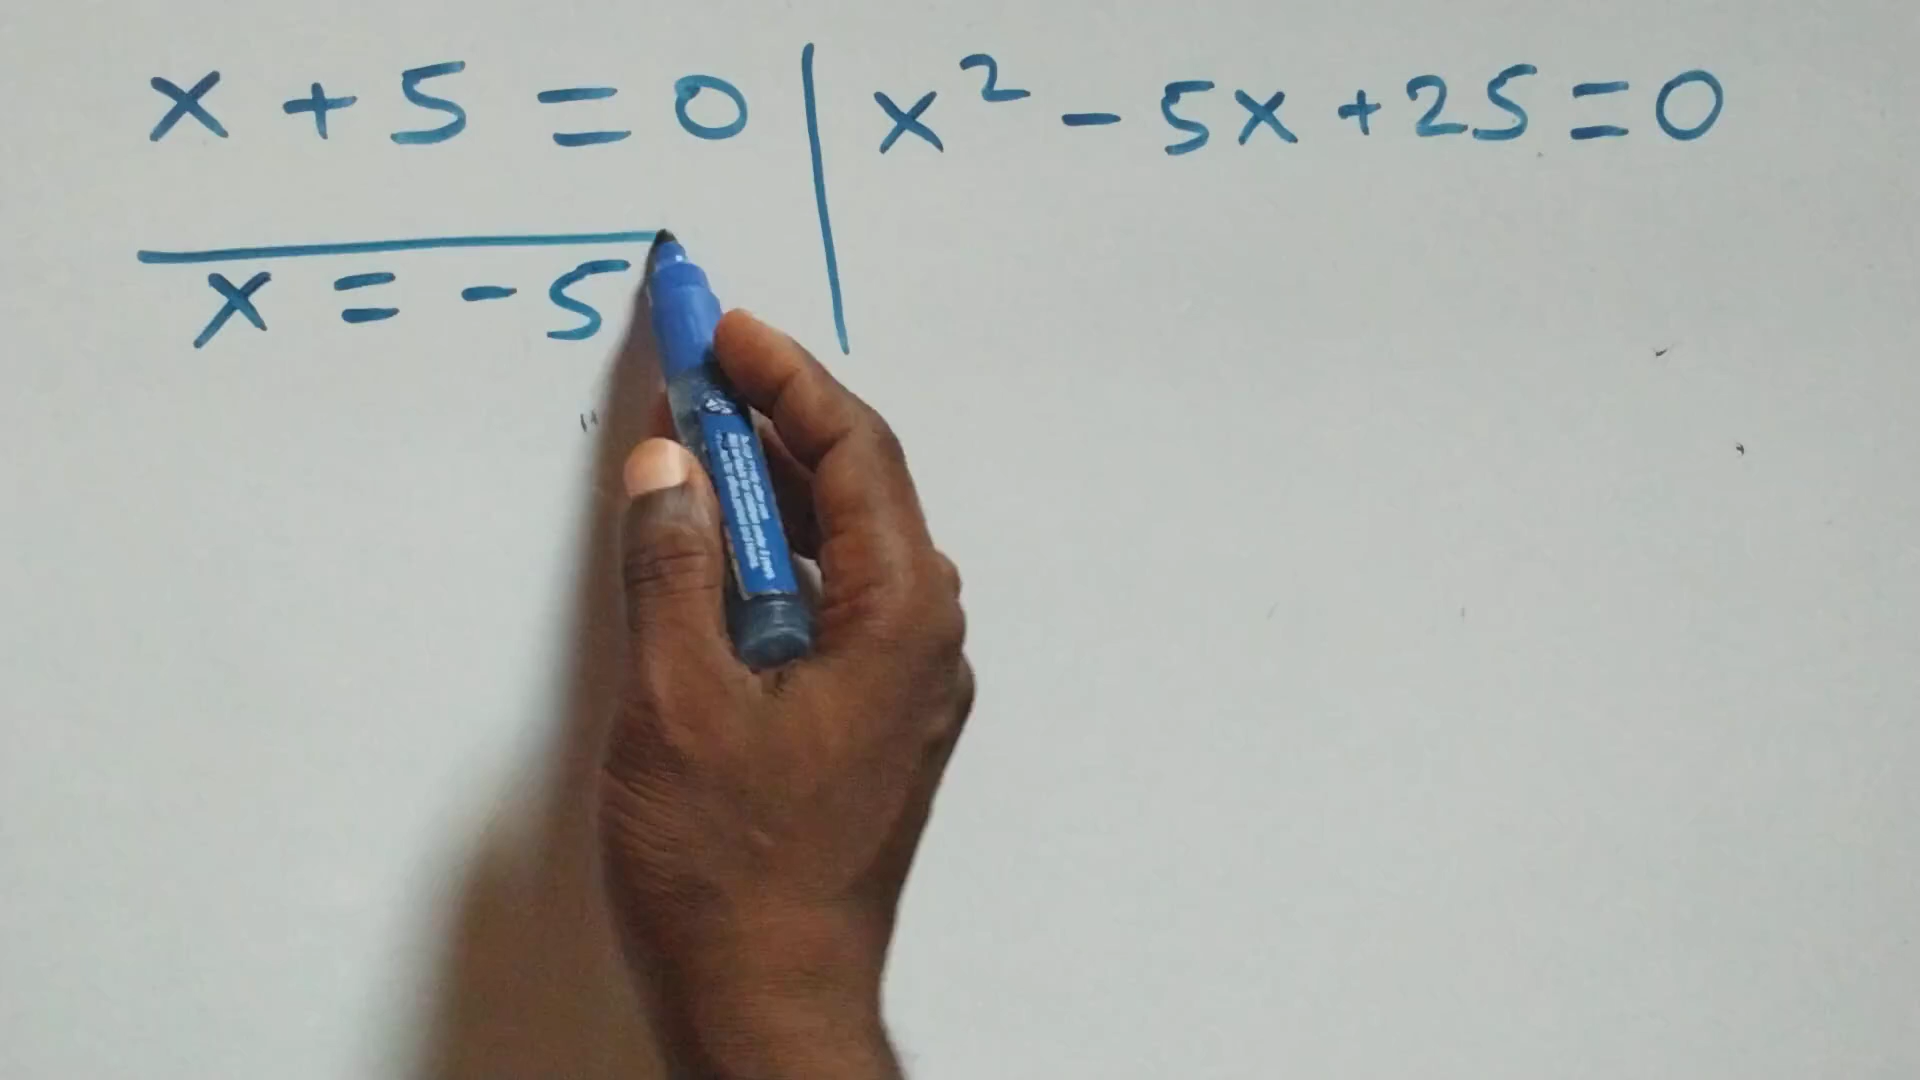 x + 5 = 0 | x² - 5x + 25 = 0
x = - 5